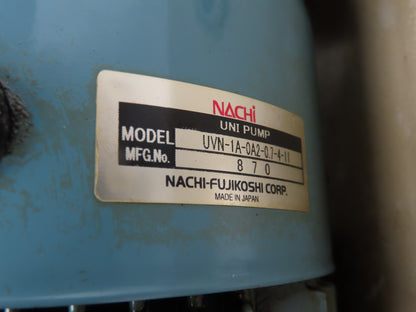 NACHi
UNI PUMP
MODEL UVN-1A-0A2-0.7-4-11
MFG.No. 870
NACHI-FUJIKOSHI CORP.
MADE IN JAPAN